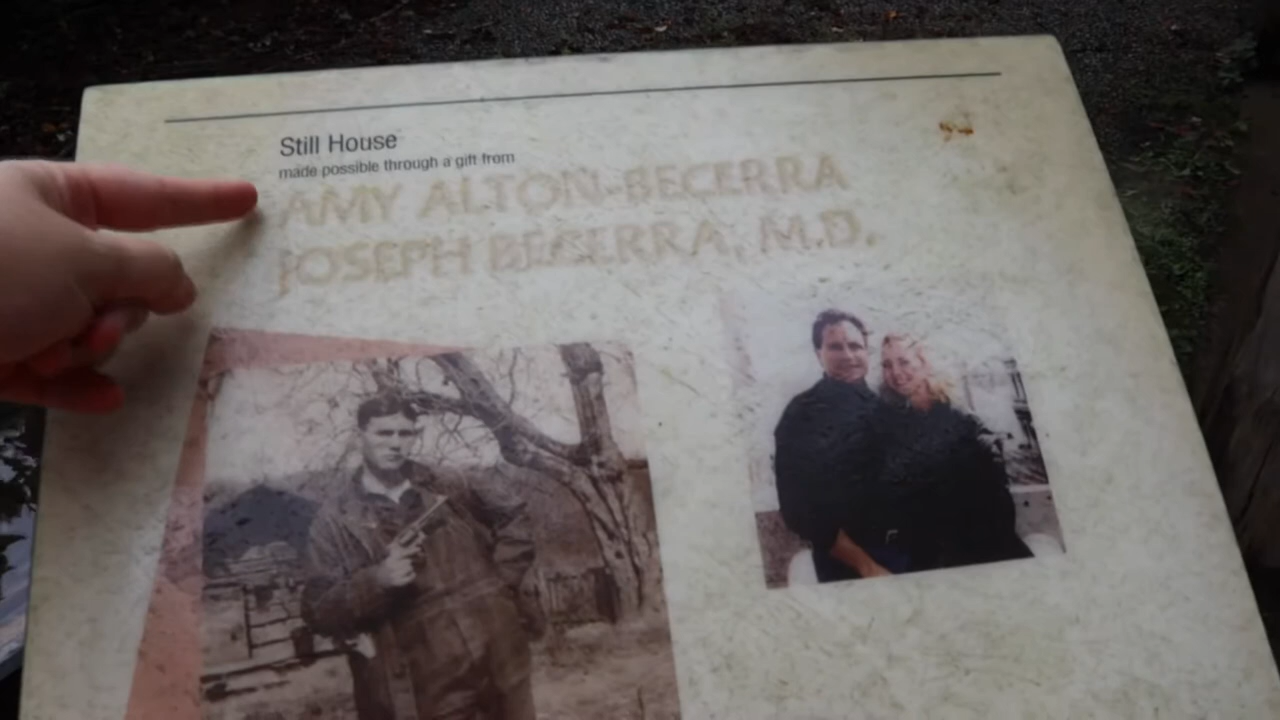 Still House
made possible through a gift from
AMY ALTON-BECERRA
JOSEPH BECERRA, M.D.